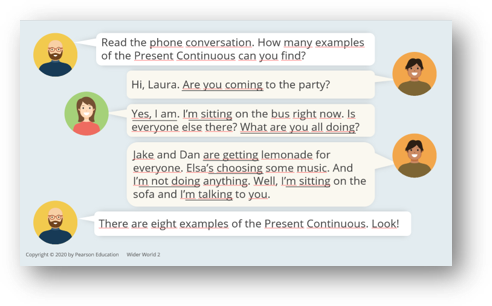 Read the phone conversation. How many examples
of the Present Continuous can you find?
Hi, Laura. Are you coming to the party?
Yes, I am. I'm sitting on the bus right now. Is
everyone else there? What are you all doing?
Jake and Dan are getting lemonade for
everyone. Elsa's choosing some music. And
I'm not doing anything. Well, I'm sitting on the
sofa and I'm talking to you.
There are eight examples of the Present Continuous. Look!
Copyright © 2020 by Pearson Education Wider World 2